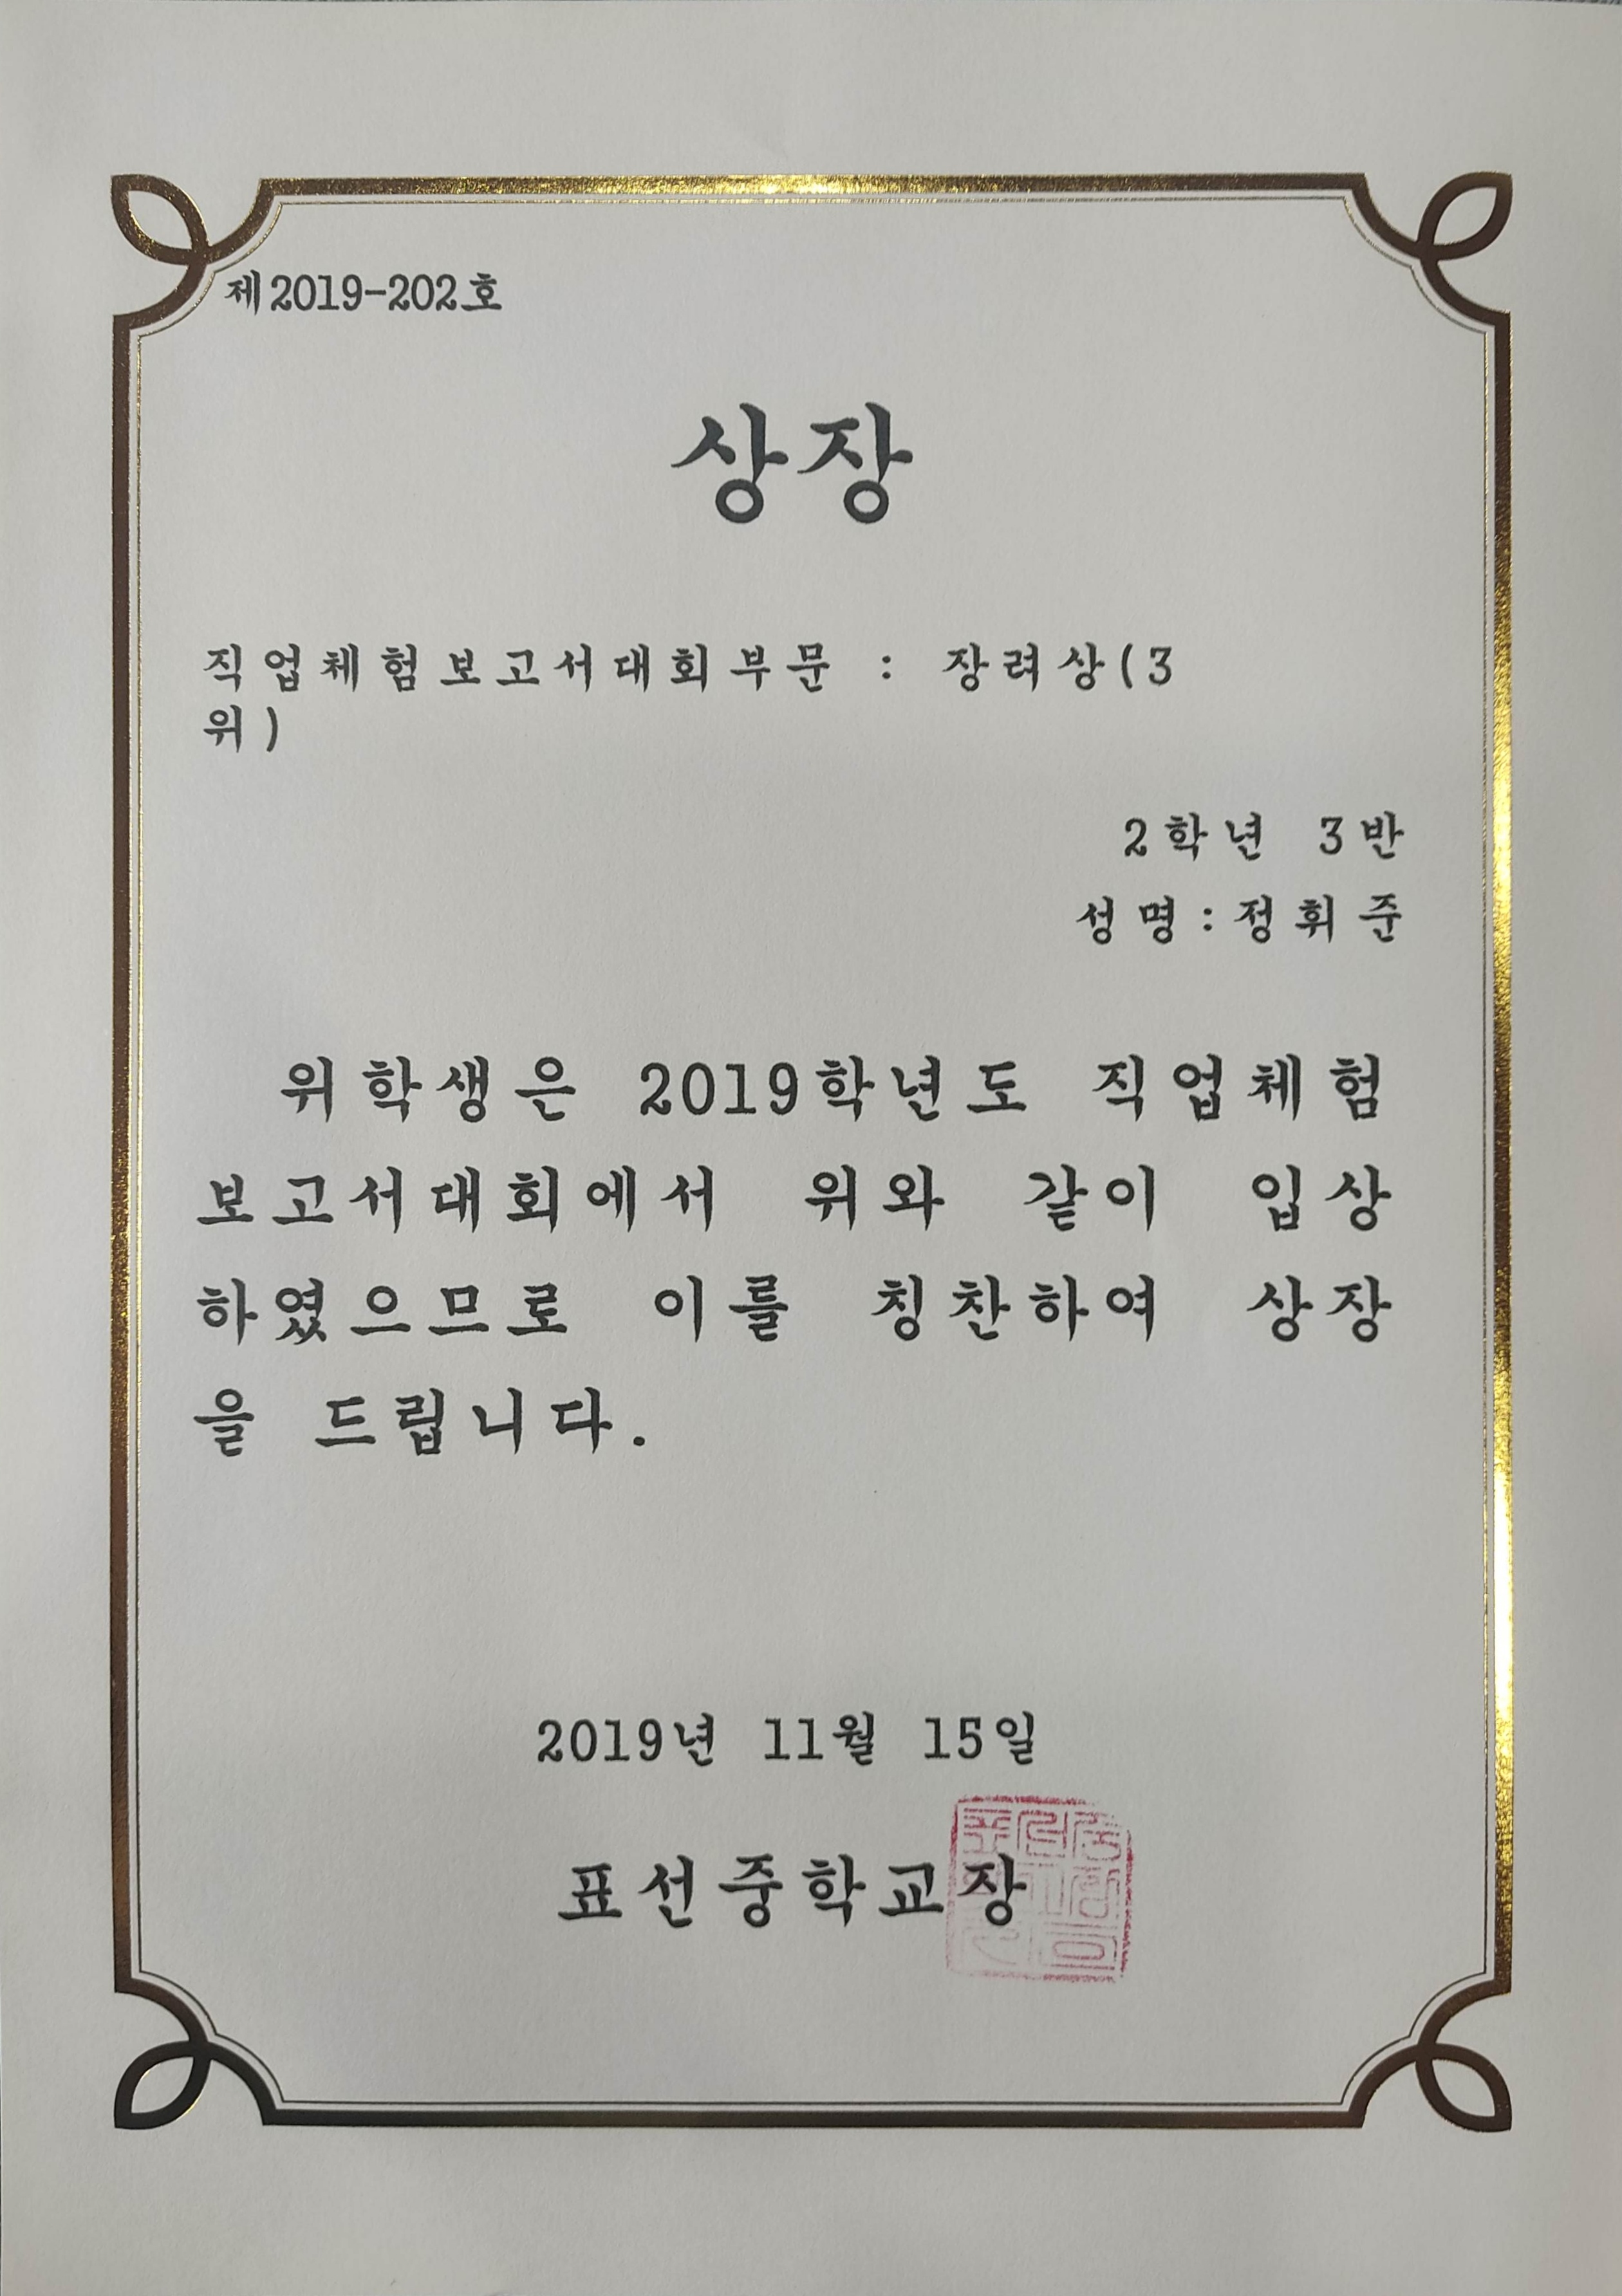 제2019-202호
상장
직업체험보고서대회부문 : 장려상(3
위)
2학년 3반
성명:정휘준
위학생은 2019학년도 직업체험
보고서대회에서 위와 같이 입상
하였으므로 이를 칭찬하여 상장
을 드립니다.
2019년 11월 15일
표선중학교장